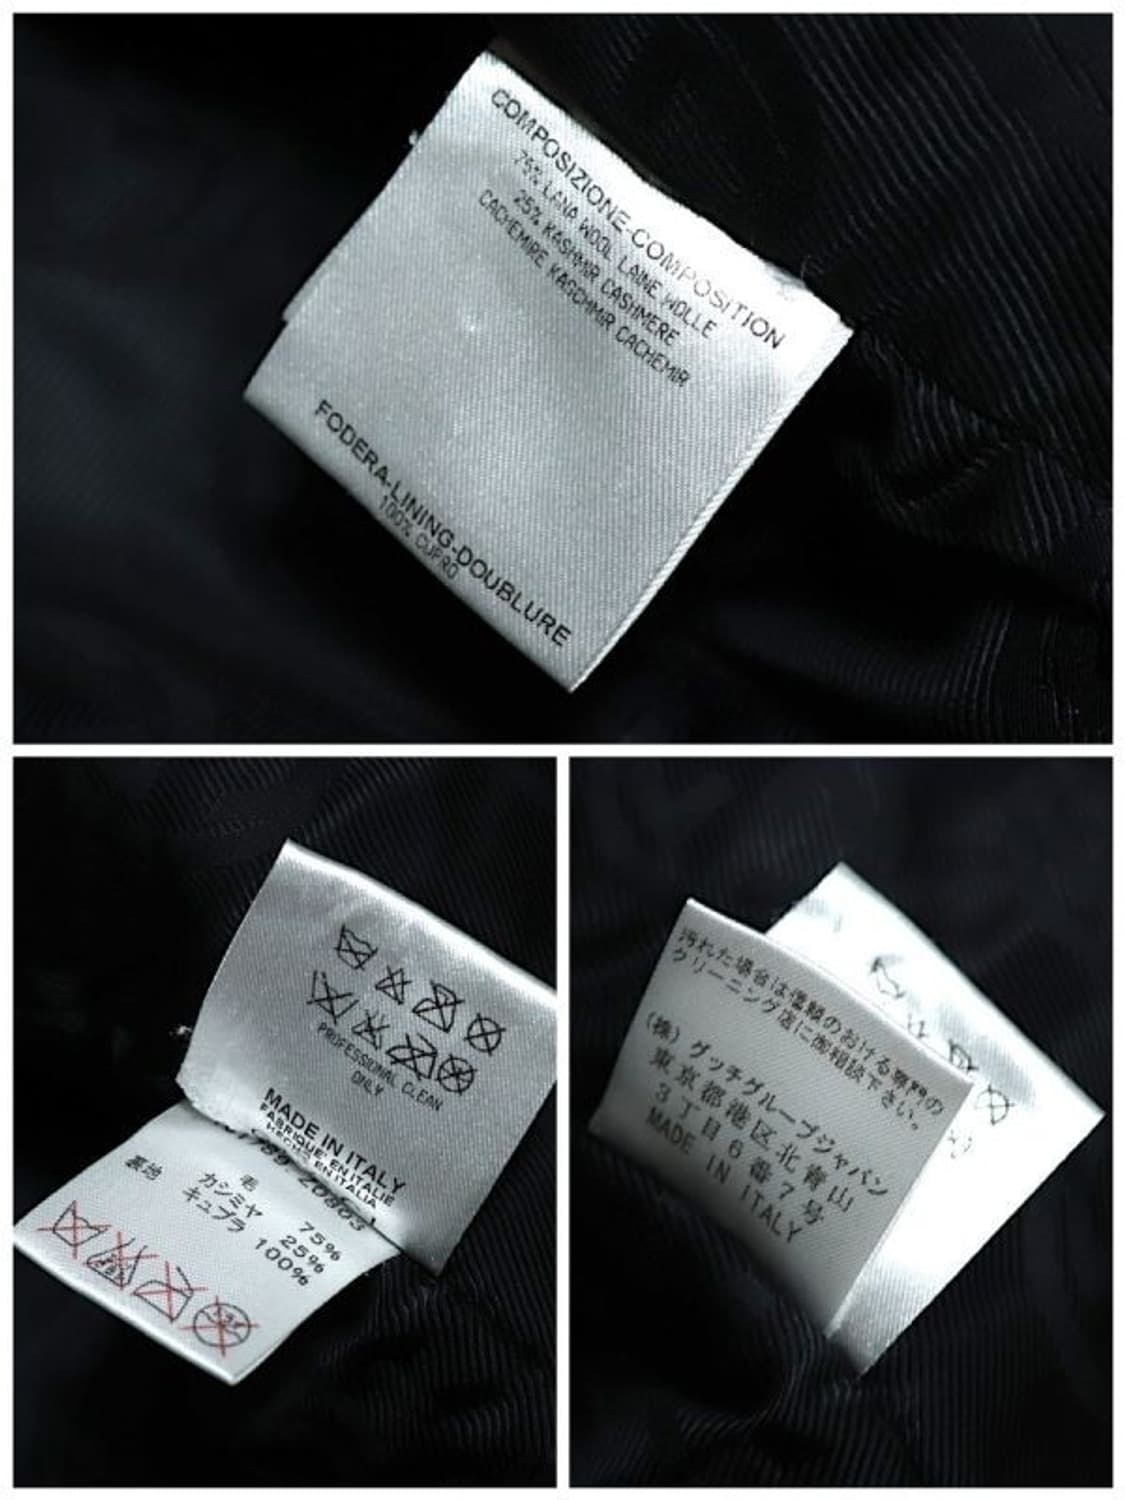 COMPOSIZIONE-COMPOSITION
75% LANA WOOL LAINE WOLLE
25% KASHMIR CASHMERE
CACHEMIRE KASCHMIR CACHEMIR
FODERA-LINING-DOUBLURE
100% CUPRO
PROFESSIONAL CLEAN
ONLY
MADE IN ITALY
FABRIQUE EN ITALIE
HECHO EN ITALIA
毛 75%
カシミヤ 25%
裏地 キュプラ 100%
汚れた場合は信頼のおける専門の
クリーニング店に御相談下さい。
(株) グッチグループジャパン
東京都港区北青山
3丁目6番7号
MADE IN ITALY